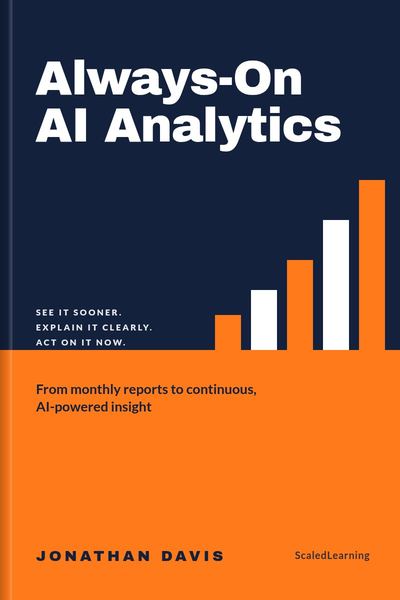 Always-On
AI Analytics
SEE IT SOONER.
EXPLAIN IT CLEARLY.
ACT ON IT NOW.
From monthly reports to continuous,
AI-powered insight
JONATHAN DAVIS
ScaledLearning